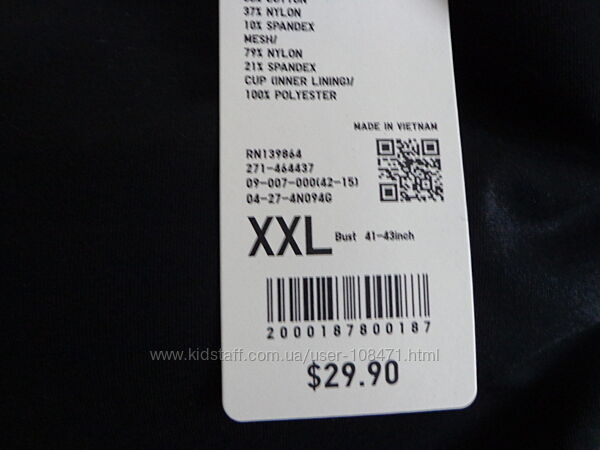 37% NYLON
10% SPANDEX
MESH/
79% NYLON
21% SPANDEX
CUP (INNER LINING)/
100% POLYESTER
MADE IN VIETNAM
RN139864
271-464437
09-007-000(42-15)
04-27-4N094G
XXL Bust 41-43inch
2000187800187
$29.90
www.kidstaff.com.ua/user-108471.html